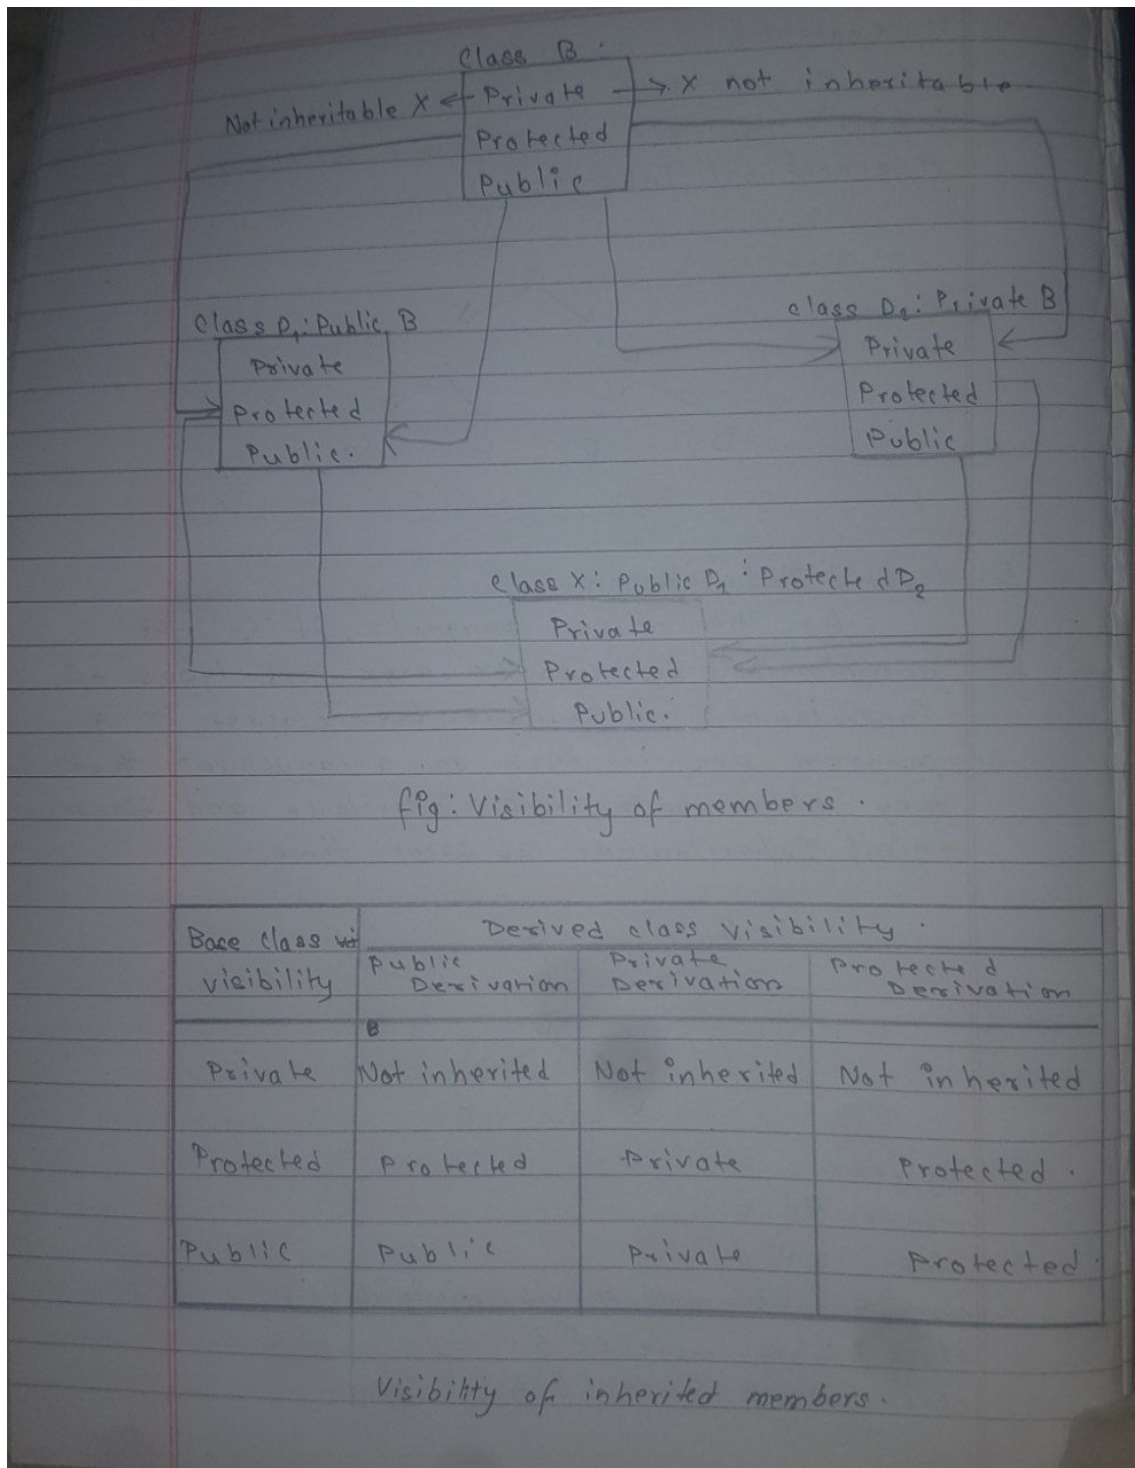 Class B.
Not inheritable X ← Private → X not inheritable
Protected
Public
Class D1: Public B
Private
Protected
Public.
class D2: Private B
Private
Protected
Public
class X: Public D1 : Protected D2
Private
Protected
Public.
fig: Visibility of members.
Base class vis
visibility
Derived class visibility.
Public
Derivation
Private
Derivation
Protected
Derivation
Private Not inherited Not inherited Not inherited
Protected Protected Private Protected.
Public Public Private Protected.
Visibility of inherited members.